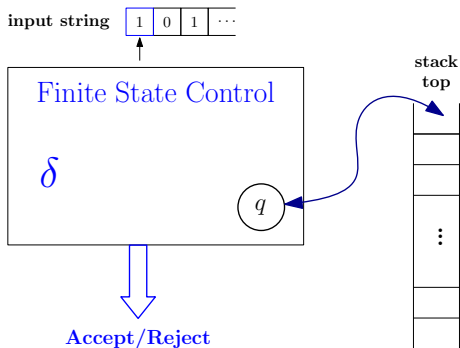 input string 1 0 1 ...
Finite State Control
stack
top
δ
q
⋮
Accept/Reject